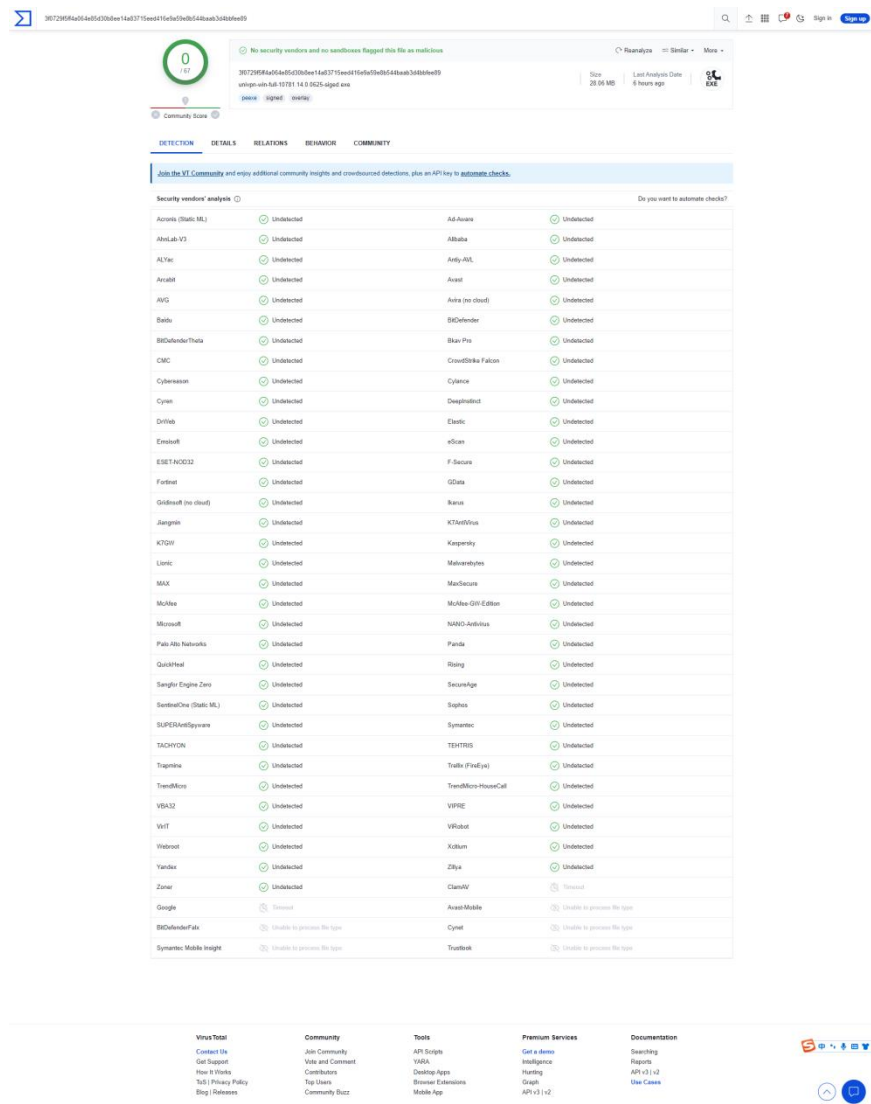 Sign in
Sign up
0
/ 67
Community Score
No security vendors and no sandboxes flagged this file as malicious
Reanalyze
Similar
More
univpn-win-full-10781.14.0.0625-siged.exe
peexe signed overlay
Size
28.06 MB
Last Analysis Date
6 hours ago
EXE
DETECTION DETAILS RELATIONS BEHAVIOR COMMUNITY
Join the VT Community and enjoy additional community insights and crowdsourced detections, plus an API key to automate checks.
Security vendors' analysis Do you want to automate checks?
Acronis (Static ML) Undetected Ad-Aware Undetected
AhnLab-V3 Undetected Alibaba Undetected
ALYac Undetected Antiy-AVL Undetected
Arcabit Undetected Avast Undetected
AVG Undetected Avira (no cloud) Undetected
Baidu Undetected BitDefender Undetected
BitDefenderTheta Undetected Bkav Pro Undetected
CMC Undetected CrowdStrike Falcon Undetected
Cybereason Undetected Cylance Undetected
Cyren Undetected DeepInstinct Undetected
DrWeb Undetected Elastic Undetected
Emsisoft Undetected eScan Undetected
ESET-NOD32 Undetected F-Secure Undetected
Fortinet Undetected GData Undetected
Gridinsoft (no cloud) Undetected Ikarus Undetected
Jiangmin Undetected K7AntiVirus Undetected
K7GW Undetected Kaspersky Undetected
Lionic Undetected Malwarebytes Undetected
MAX Undetected MaxSecure Undetected
McAfee Undetected McAfee-GW-Edition Undetected
Microsoft Undetected NANO-Antivirus Undetected
Palo Alto Networks Undetected Panda Undetected
QuickHeal Undetected Rising Undetected
Sangfor Engine Zero Undetected SecureAge Undetected
SentinelOne (Static ML) Undetected Sophos Undetected
SUPERAntiSpyware Undetected Symantec Undetected
TACHYON Undetected TEHTRIS Undetected
Trapmine Undetected Trellix (FireEye) Undetected
TrendMicro Undetected TrendMicro-HouseCall Undetected
VBA32 Undetected VIPRE Undetected
VirIT Undetected ViRobot Undetected
Webroot Undetected Xcitium Undetected
Yandex Undetected Zillya Undetected
Zoner Undetected ClamAV Timeout
Google Timeout Avast-Mobile Unable to process file type
BitDefenderFalx Unable to process file type Cynet Unable to process file type
Symantec Mobile Insight Unable to process file type Trustlook Unable to process file type
VirusTotal Community Tools Premium Services Documentation
Contact Us Join Community API Scripts Get a demo Searching
Get Support Vote and Comment YARA Intelligence Reports
How It Works Contributors Desktop Apps Hunting API v3 | v2
ToS | Privacy Policy Top Users Browser Extensions Graph Use Cases
Blog | Releases Community Buzz Mobile App API v3 | v2
中